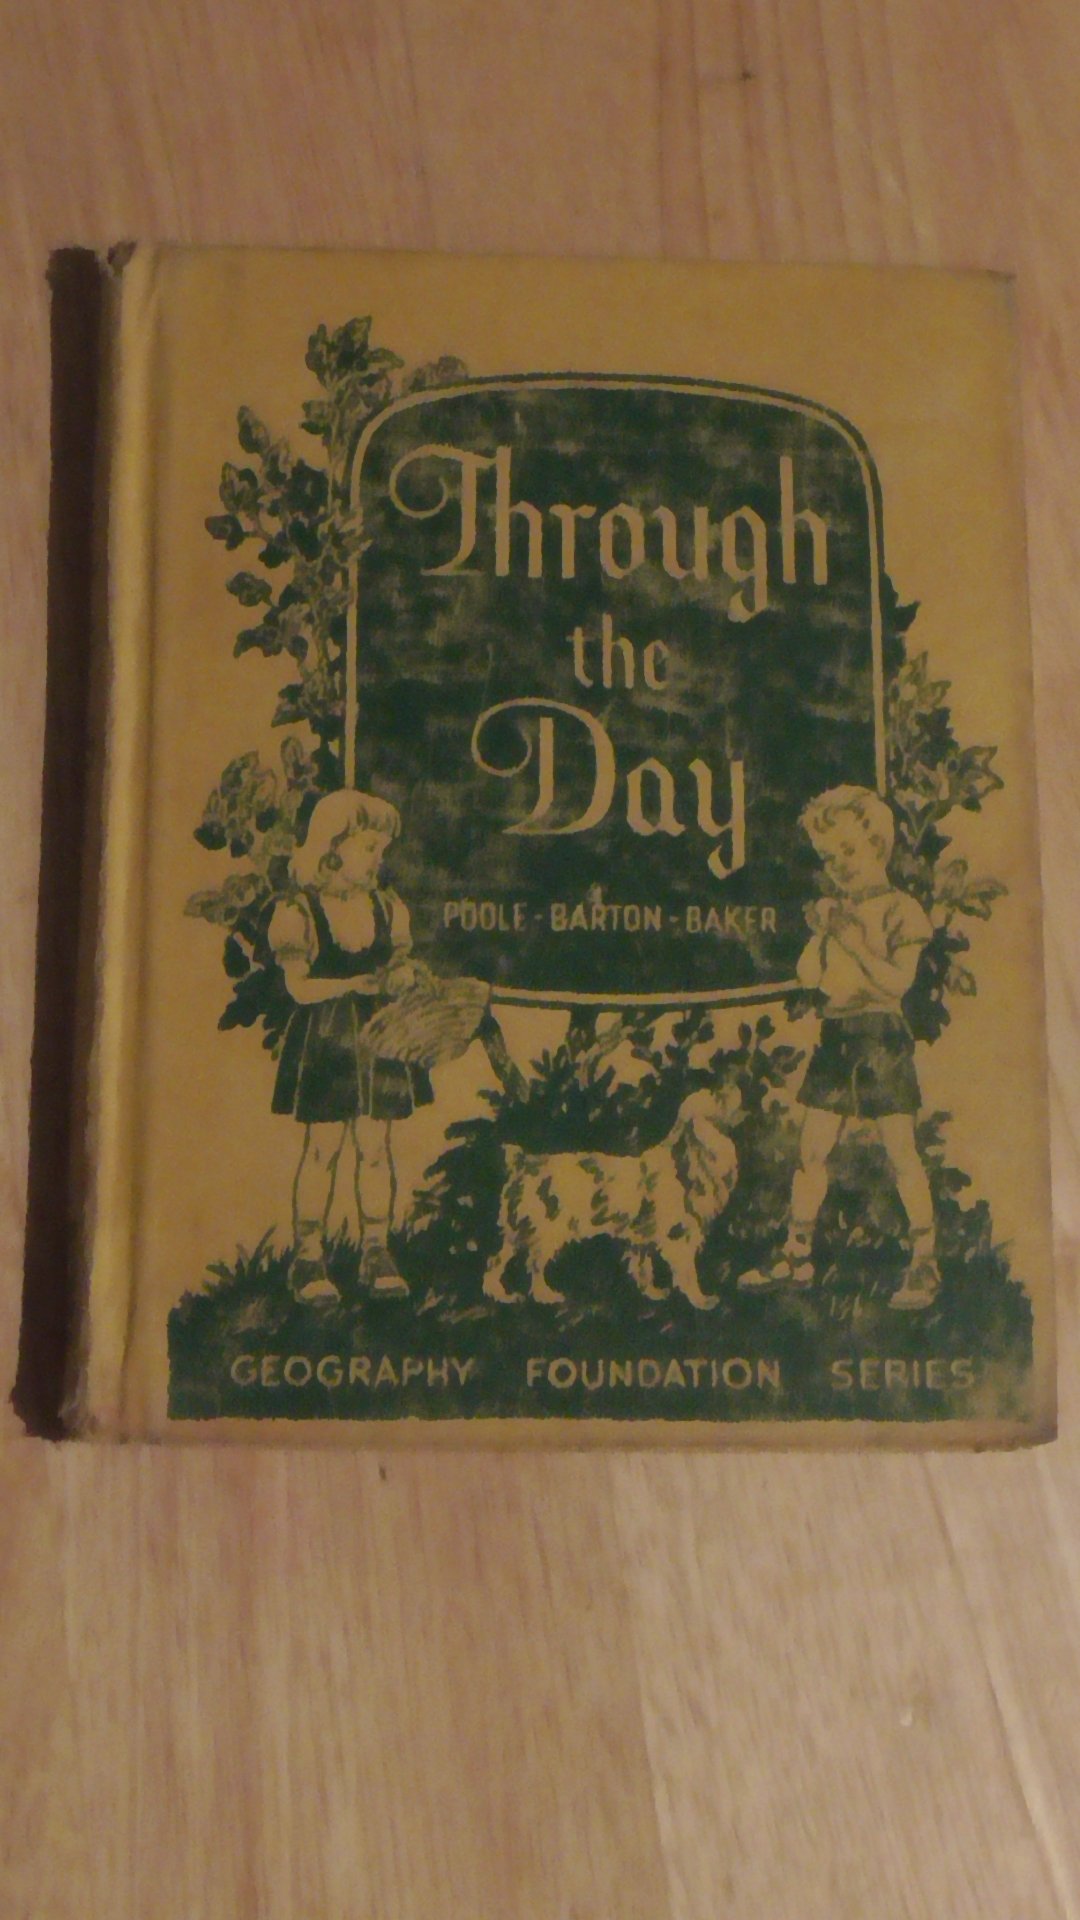 Through
the
Day
POOLE - BARTON - BAKER
GEOGRAPHY FOUNDATION SERIES